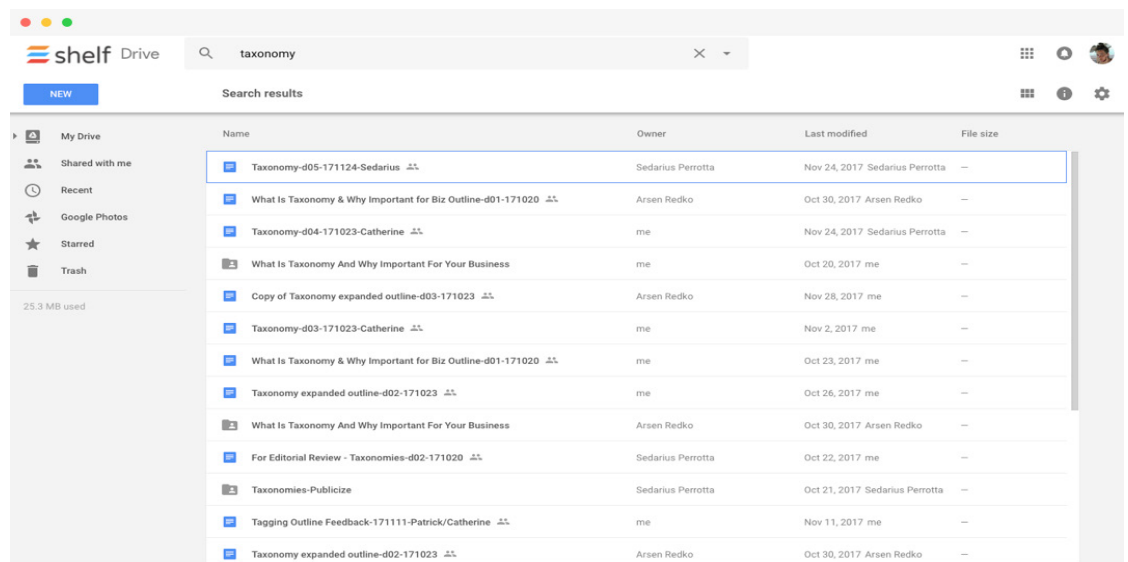 shelf Drive
taxonomy
NEW
Search results
My Drive
Shared with me
Recent
Google Photos
Starred
Trash
25.3 MB used
Name Owner Last modified File size
Taxonomy-d05-171124-Sedarius Sedarius Perrotta Nov 24, 2017 Sedarius Perrotta —
What Is Taxonomy & Why Important for Biz Outline-d01-171020 Arsen Redko Oct 30, 2017 Arsen Redko —
Taxonomy-d04-171023-Catherine me Nov 24, 2017 Sedarius Perrotta —
What Is Taxonomy And Why Important For Your Business me Oct 20, 2017 me —
Copy of Taxonomy expanded outline-d03-171023 Arsen Redko Nov 28, 2017 me —
Taxonomy-d03-171023-Catherine me Nov 2, 2017 me —
What Is Taxonomy & Why Important for Biz Outline-d01-171020 me Oct 23, 2017 me —
Taxonomy expanded outline-d02-171023 me Oct 26, 2017 me —
What Is Taxonomy And Why Important For Your Business Arsen Redko Oct 30, 2017 Arsen Redko —
For Editorial Review - Taxonomies-d02-171020 Sedarius Perrotta Oct 22, 2017 me —
Taxonomies-Publicize Sedarius Perrotta Oct 21, 2017 Sedarius Perrotta —
Tagging Outline Feedback-171111-Patrick/Catherine me Nov 11, 2017 me —
Taxonomy expanded outline-d02-171023 Arsen Redko Oct 30, 2017 Arsen Redko —